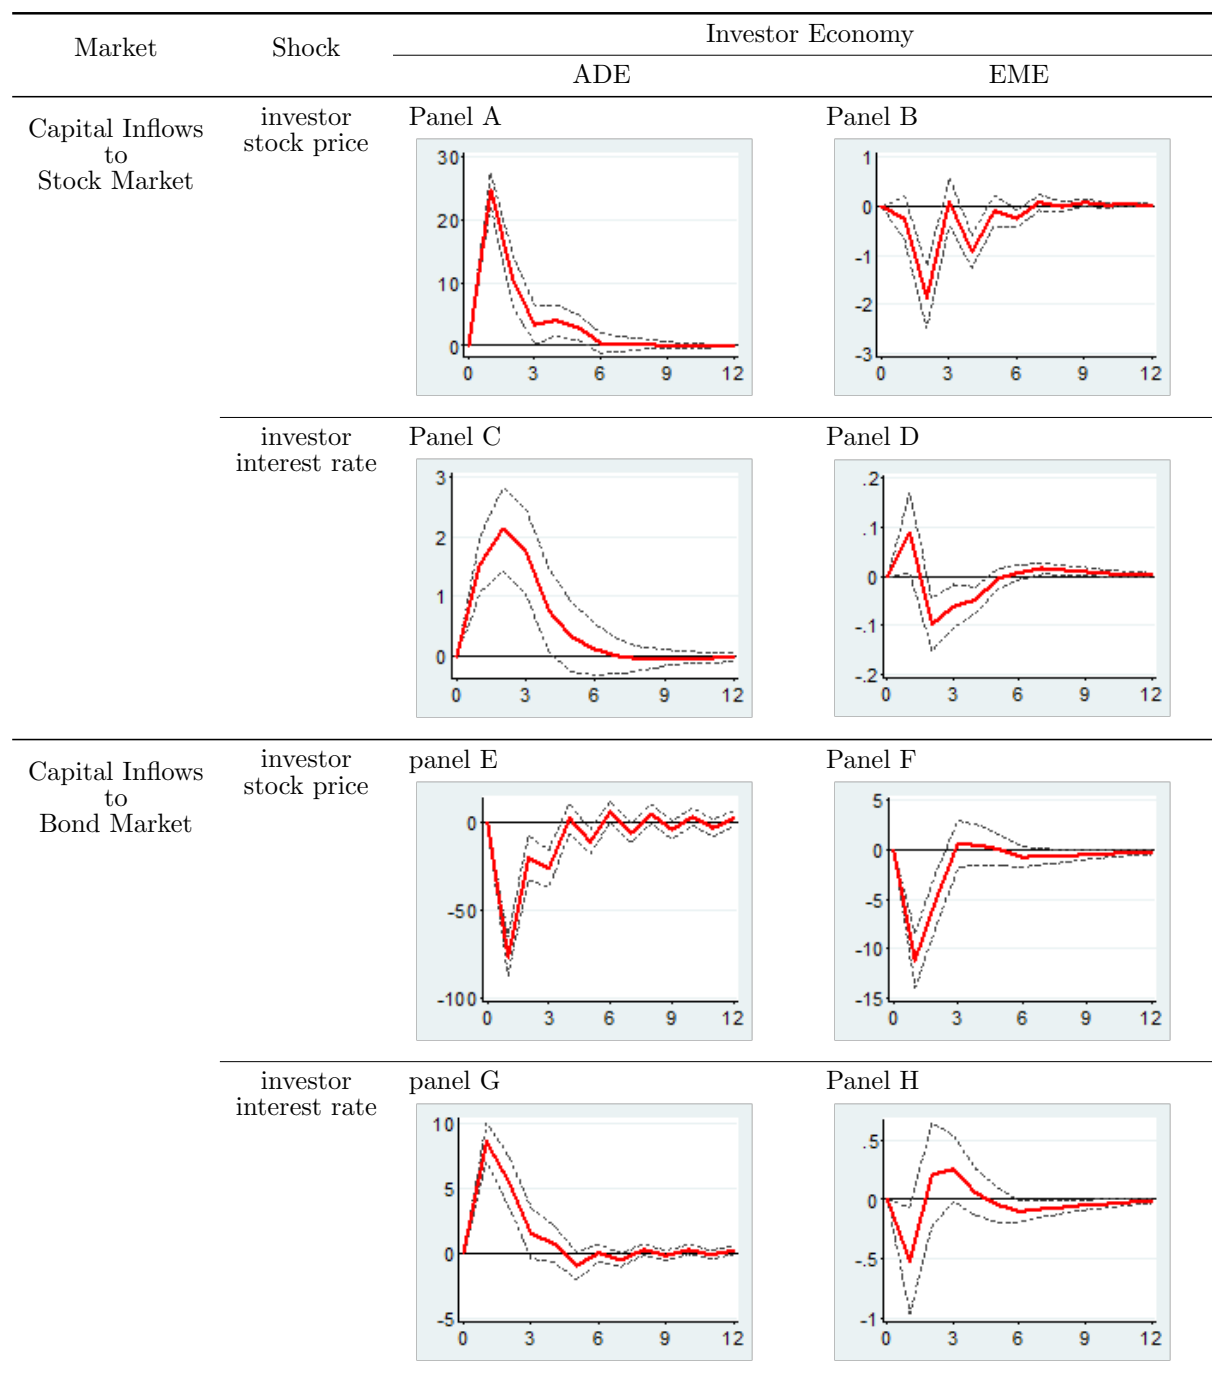 Market
Shock
Investor Economy
ADE
EME
Capital Inflows
to
Stock Market
investor
stock price
Panel A
30
20
10
0
0 3 6 9 12
Panel B
1
0
-1
-2
-3
0 3 6 9 12
investor
interest rate
Panel C
3
2
1
0
0 3 6 9 12
Panel D
.2
.1
0
-.1
-.2
0 3 6 9 12
Capital Inflows
to
Bond Market
investor
stock price
panel E
0
-50
-100
0 3 6 9 12
Panel F
5
0
-5
-10
-15
0 3 6 9 12
investor
interest rate
panel G
10
5
0
-5
0 3 6 9 12
Panel H
.5
0
-.5
-1
0 3 6 9 12